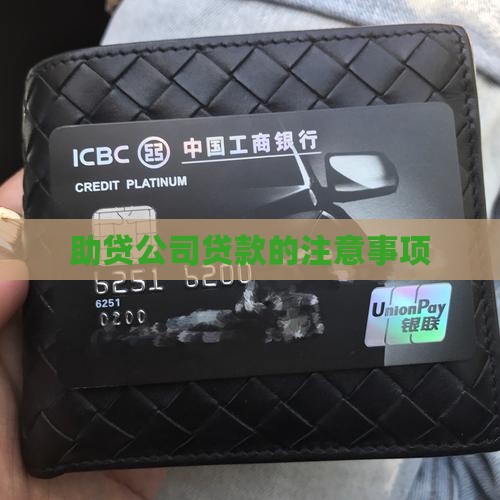 ICBC 中国工商银行
CREDIT PLATINUM
助贷公司贷款的注意事项
6251 6200
6251
0200
UnionPay
银联